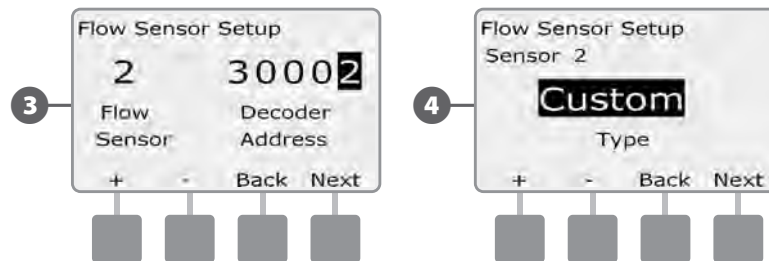 Flow Sensor Setup
2 30002
Flow Decoder
Sensor Address
+ - Back Next
3
Flow Sensor Setup
Sensor 2
Custom
Type
+ - Back Next
4